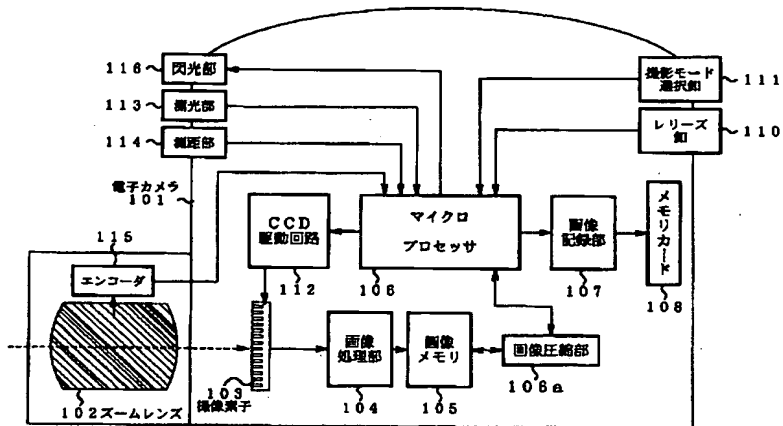 116
閃光部
撮影モード
選択釦
111
113
測光部
レリーズ
釦
110
114
測距部
電子カメラ
101
CCD
駆動回路
112
マイクロ
プロセッサ
106
画像
記録部
107
メモリカード
108
115
エンコーダ
画像
処理部
104
画像
メモリ
105
画像圧縮部
106a
103
撮像素子
102ズームレンズ